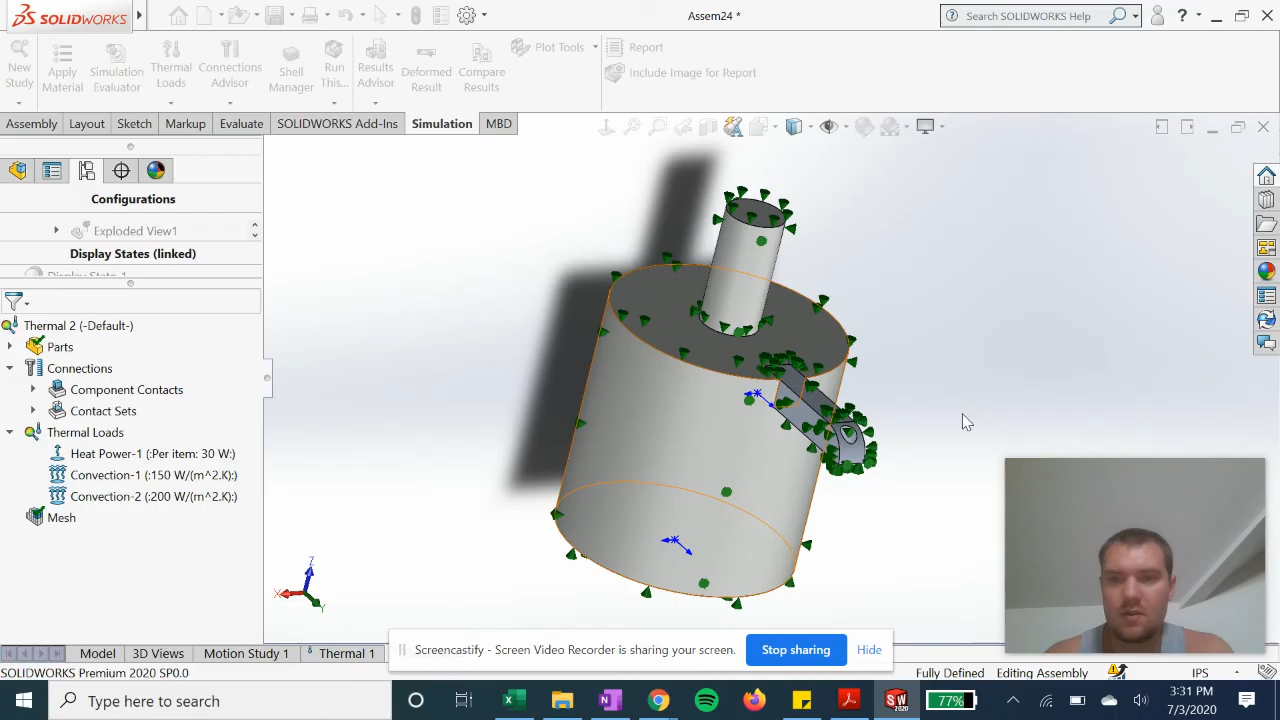 SOLIDWORKS
Assem24 *
Search SOLIDWORKS Help
?
New Study
Apply Material
Simulation Evaluator
Thermal Loads
Connections Advisor
Shell Manager
Run This...
Results Advisor
Deformed Result
Compare Results
Plot Tools
Report
Include Image for Report
Assembly Layout Sketch Markup Evaluate SOLIDWORKS Add-Ins Simulation MBD
Configurations
Exploded View1
Display States (linked)
Display State-1
Thermal 2 (-Default-)
Parts
Connections
Component Contacts
Contact Sets
Thermal Loads
Heat Power-1 (:Per item: 30 W:)
Convection-1 (:150 W/(m^2.K):)
Convection-2 (:200 W/(m^2.K):)
Mesh
Z
X
Y
Screencastify - Screen Video Recorder is sharing your screen. Stop sharing Hide
Model 3D Views Motion Study 1 Thermal 1
SOLIDWORKS Premium 2020 SP0.0 Fully Defined Editing Assembly IPS
Type here to search
SW 2020
77%
3:31 PM
7/3/2020